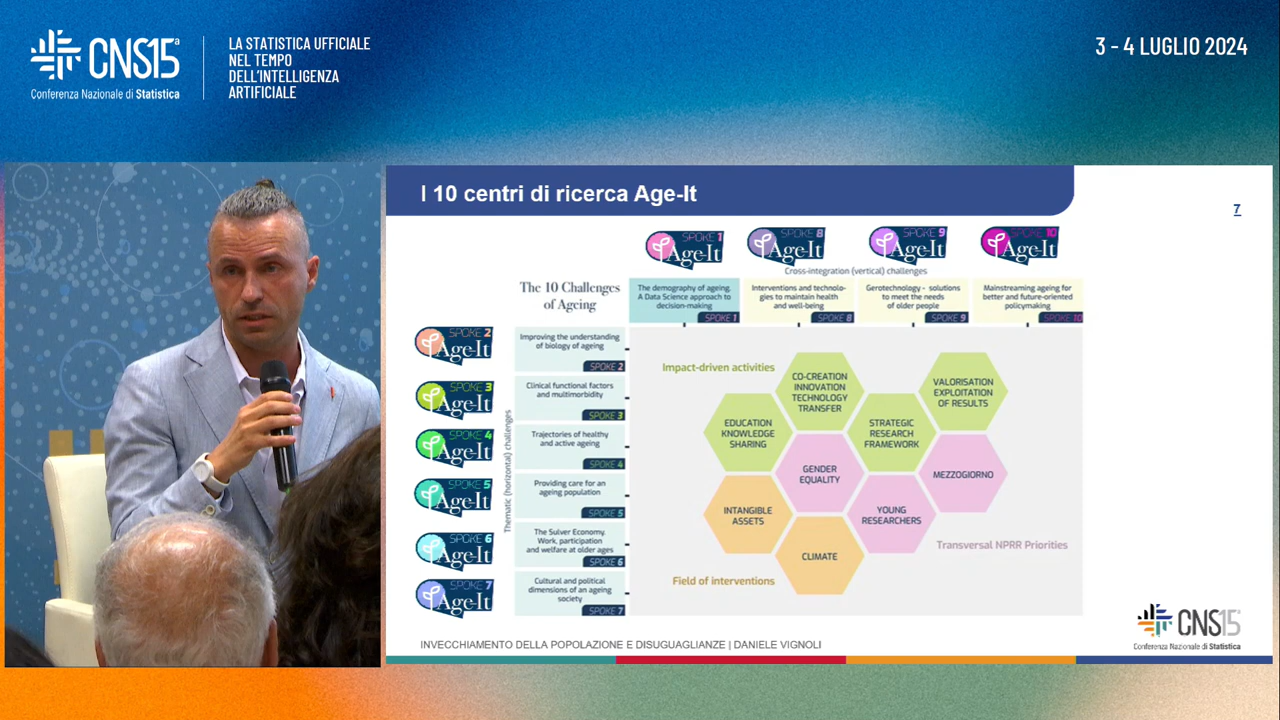 CNS15ª
Conferenza Nazionale di Statistica
LA STATISTICA UFFICIALE
NEL TEMPO
DELL'INTELLIGENZA
ARTIFICIALE
3 - 4 LUGLIO 2024
I 10 centri di ricerca Age-It
7
SPOKE 1
Age-It
SPOKE 8
Age-It
SPOKE 9
Age-It
SPOKE 10
Age-It
Cross-integration (vertical) challenges
The 10 Challenges
of Ageing
The demography of ageing.
A Data Science approach to
decision-making
SPOKE 1
Interventions and technolo-
gies to maintain health
and well-being
SPOKE 8
Gerotechnology - solutions
to meet the needs
of older people
SPOKE 9
Mainstreaming ageing for
better and future-oriented
policymaking
SPOKE 10
Thematic (horizontal) challenges
SPOKE 2
Age-It
Improving the understanding
of biology of ageing
SPOKE 2
SPOKE 3
Age-It
Clinical functional factors
and multimorbidity
SPOKE 3
SPOKE 4
Age-It
Trajectories of healthy
and active ageing
SPOKE 4
SPOKE 5
Age-It
Providing care for an
ageing population
SPOKE 5
SPOKE 6
Age-It
The Sulver Economy.
Work, participation
and welfare at older ages
SPOKE 6
SPOKE 7
Age-It
Cultural and political
dimensions of an ageing
society
SPOKE 7
Impact-driven activities
CO-CREATION
INNOVATION
TECHNOLOGY
TRANSFER
VALORISATION
EXPLOITATION
OF RESULTS
EDUCATION
KNOWLEDGE
SHARING
STRATEGIC
RESEARCH
FRAMEWORK
GENDER
EQUALITY
MEZZOGIORNO
INTANGIBLE
ASSETS
YOUNG
RESEARCHERS
CLIMATE
Transversal NPRR Priorities
Field of interventions
INVECCHIAMENTO DELLA POPOLAZIONE E DISUGUAGLIANZE | DANIELE VIGNOLI
CNS15ª
Conferenza Nazionale di Statistica